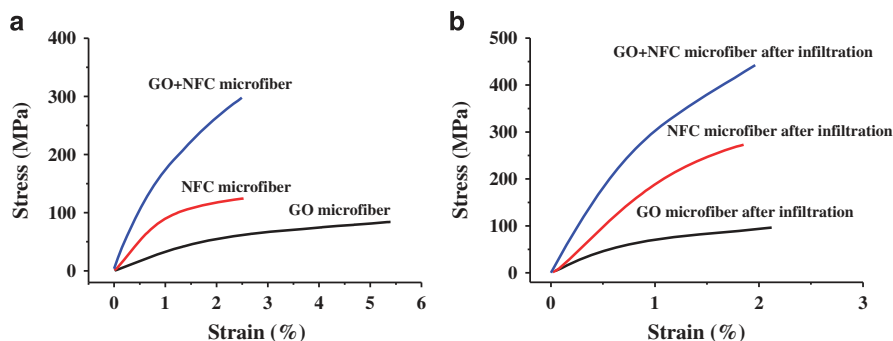 a
400
300
200
100
0
Stress (MPa)
GO+NFC microfiber
NFC microfiber
GO microfiber
0 1 2 3 4 5 6
Strain (%)
b
500
400
300
200
100
0
Stress (MPa)
GO+NFC microfiber after infiltration
NFC microfiber after infiltration
GO microfiber after infiltration
0 1 2 3
Strain (%)